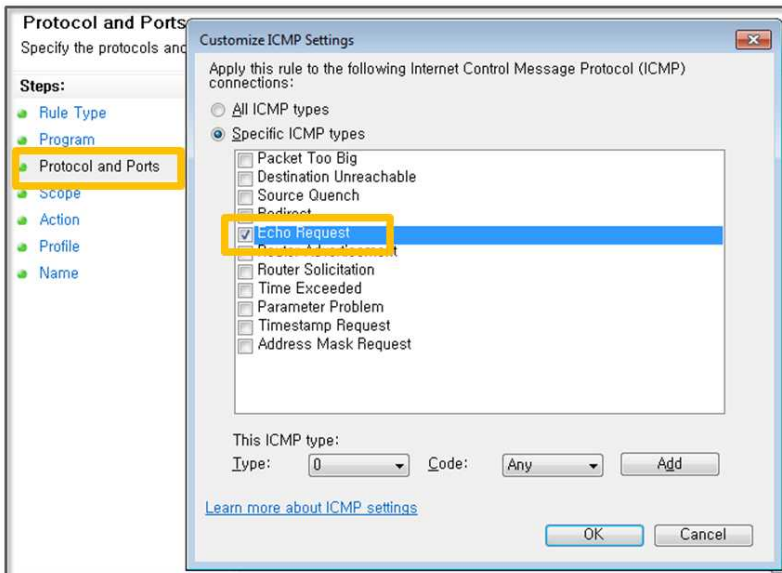 Protocol and Ports
Specify the protocols and
Steps:
Rule Type
Program
Protocol and Ports
Scope
Action
Profile
Name
Customize ICMP Settings
Apply this rule to the following Internet Control Message Protocol (ICMP)
connections:
All ICMP types
Specific ICMP types
Packet Too Big
Destination Unreachable
Source Quench
Redirect
Echo Request
Router Advertisement
Router Solicitation
Time Exceeded
Parameter Problem
Timestamp Request
Address Mask Request
This ICMP type:
Type: 0 Code: Any Add
Learn more about ICMP settings
OK Cancel